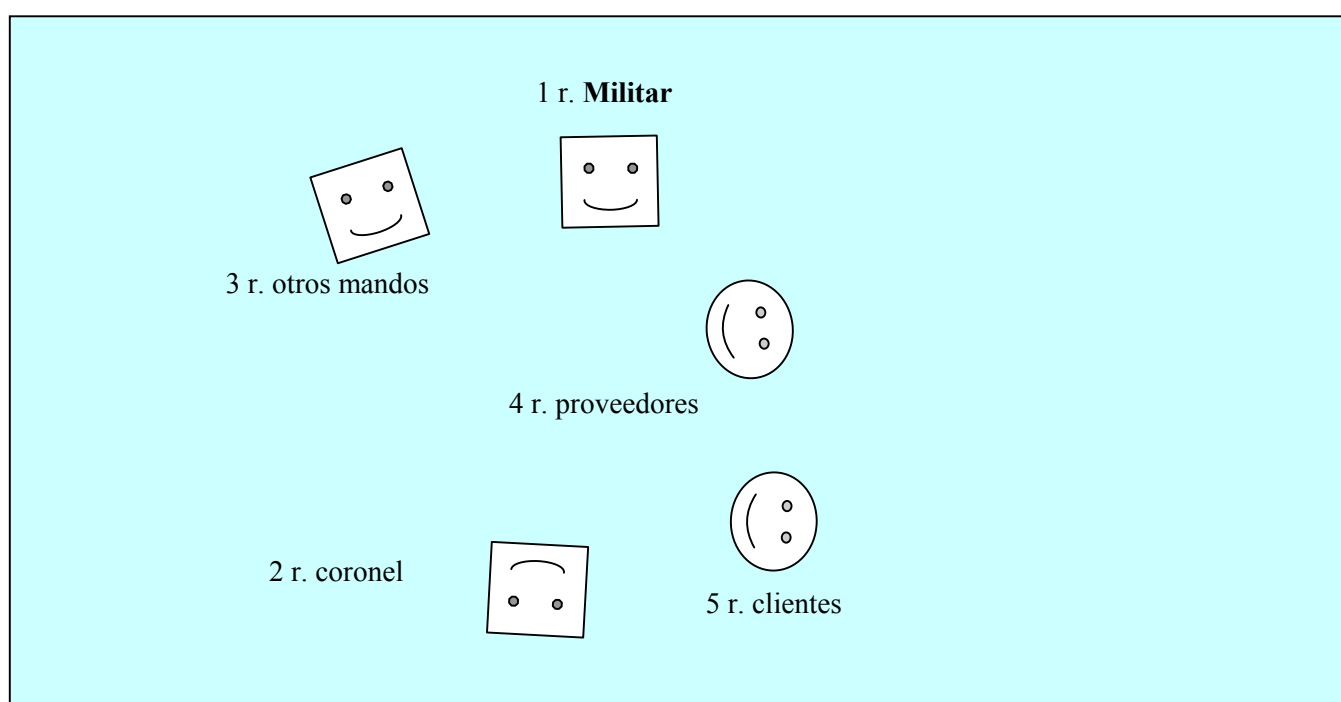 1 r. Militar
3 r. otros mandos
4 r. proveedores
2 r. coronel
5 r. clientes